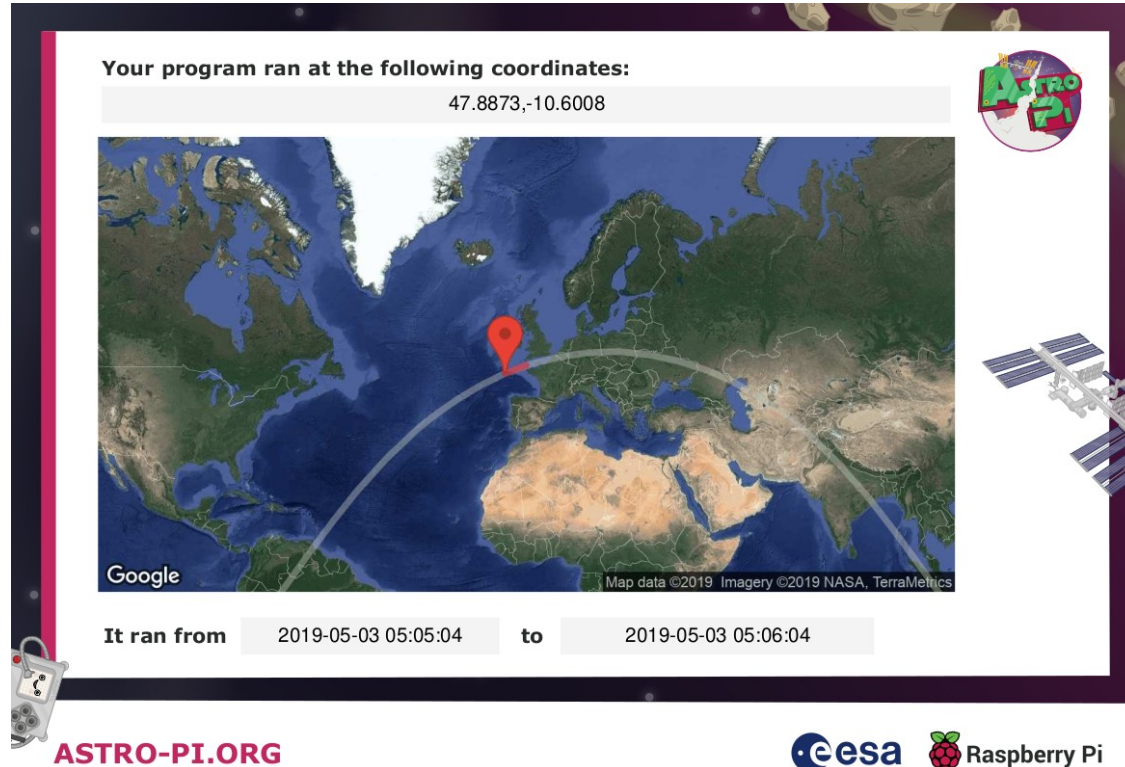 Your program ran at the following coordinates:
47.8873,-10.6008
ASTRO
PI
Google
Map data ©2019 Imagery ©2019 NASA, TerraMetrics
It ran from 2019-05-03 05:05:04 to 2019-05-03 05:06:04
ASTRO-PI.ORG
esa
Raspberry Pi